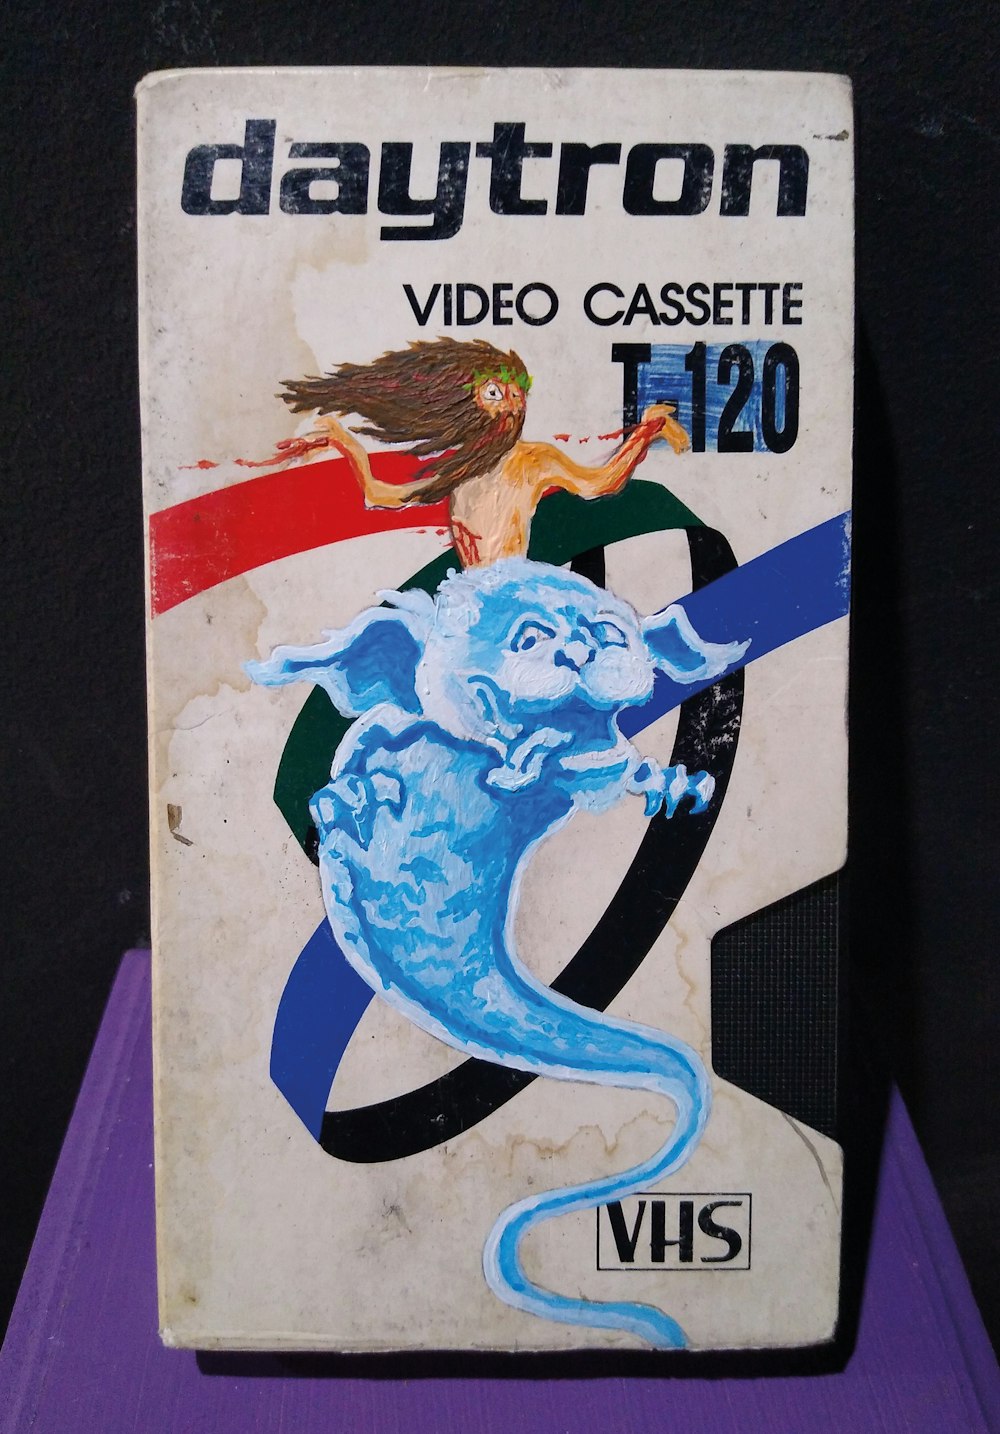 daytron
VIDEO CASSETTE
T-120
VHS